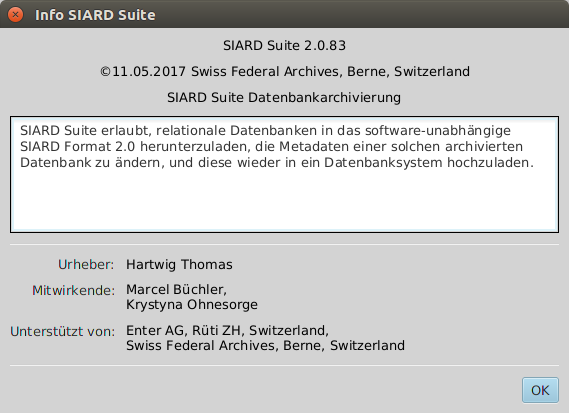 Info SIARD Suite
SIARD Suite 2.0.83
©11.05.2017 Swiss Federal Archives, Berne, Switzerland
SIARD Suite Datenbankarchivierung
SIARD Suite erlaubt, relationale Datenbanken in das software-unabhängige
SIARD Format 2.0 herunterzuladen, die Metadaten einer solchen archivierten
Datenbank zu ändern, und diese wieder in ein Datenbanksystem hochzuladen.
Urheber: Hartwig Thomas
Mitwirkende: Marcel Büchler,
Krystyna Ohnesorge
Unterstützt von: Enter AG, Rüti ZH, Switzerland,
Swiss Federal Archives, Berne, Switzerland
OK